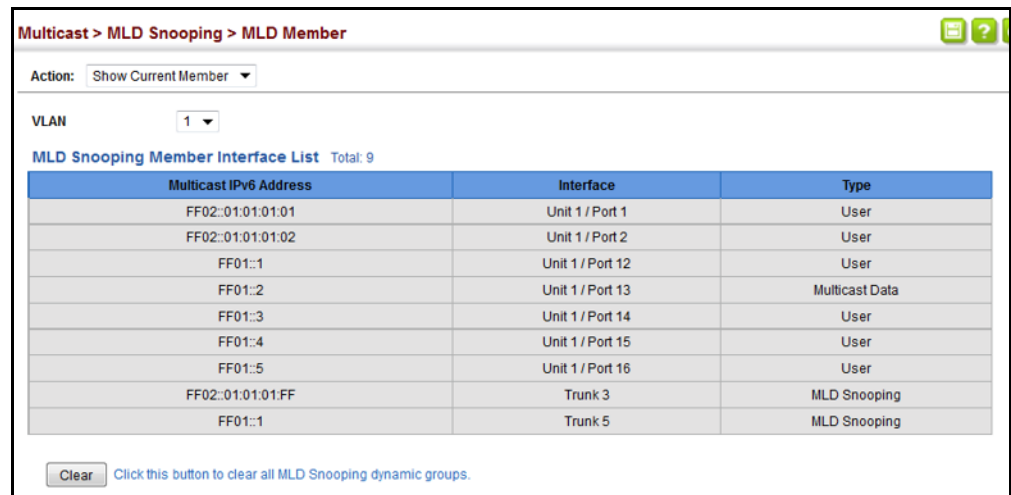 Multicast > MLD Snooping > MLD Member
?
Action: Show Current Member
VLAN 1
MLD Snooping Member Interface List Total: 9
Multicast IPv6 Address Interface Type
FF02::01:01:01:01 Unit 1 / Port 1 User
FF02::01:01:01:02 Unit 1 / Port 2 User
FF01::1 Unit 1 / Port 12 User
FF01::2 Unit 1 / Port 13 Multicast Data
FF01::3 Unit 1 / Port 14 User
FF01::4 Unit 1 / Port 15 User
FF01::5 Unit 1 / Port 16 User
FF02::01:01:01:FF Trunk 3 MLD Snooping
FF01::1 Trunk 5 MLD Snooping
Clear Click this button to clear all MLD Snooping dynamic groups.